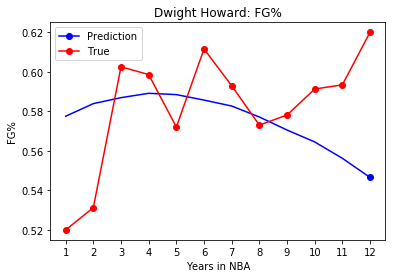 Dwight Howard: FG%
Prediction
True
FG%
0.62
0.60
0.58
0.56
0.54
0.52
1 2 3 4 5 6 7 8 9 10 11 12
Years in NBA